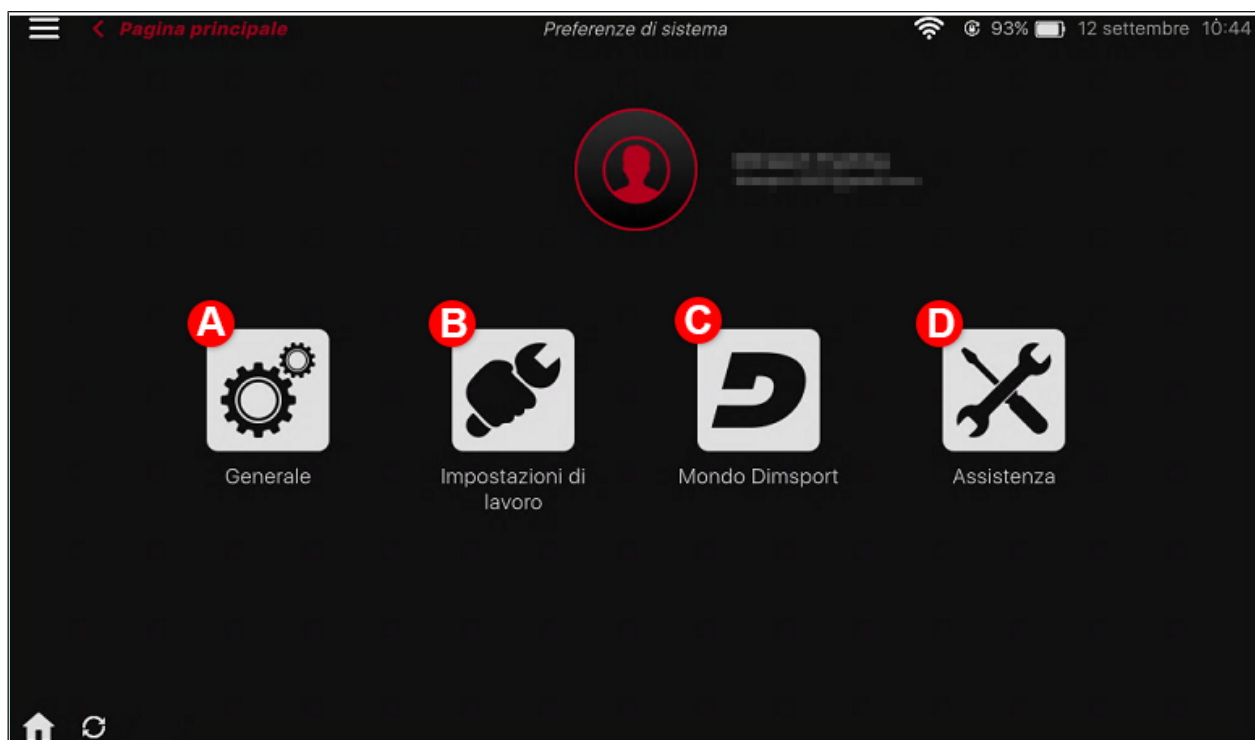 Pagina principale
Preferenze di sistema
93%
12 settembre 10:44
A
B
C
D
Generale
Impostazioni di
lavoro
Mondo Dimsport
Assistenza